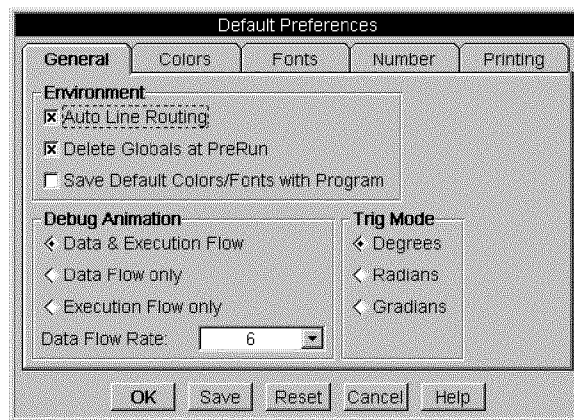 Default Preferences
General Colors Fonts Number Printing
Environment
Auto Line Routing
Delete Globals at PreRun
Save Default Colors/Fonts with Program
Debug Animation
Data & Execution Flow
Data Flow only
Execution Flow only
Data Flow Rate: 6
Trig Mode
Degrees
Radians
Gradians
OK Save Reset Cancel Help